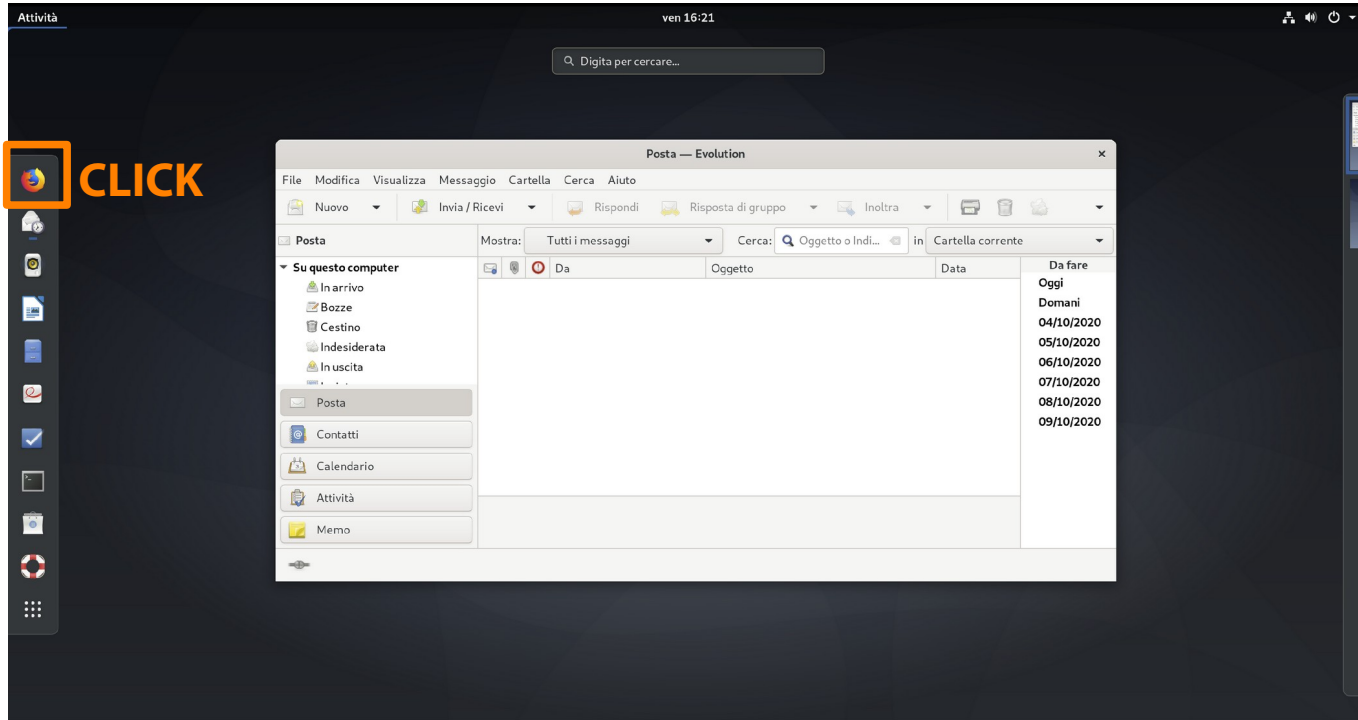 Attività
ven 16:21
Digita per cercare...
CLICK
Posta — Evolution
File Modifica Visualizza Messaggio Cartella Cerca Aiuto
Nuovo Invia / Ricevi Rispondi Risposta di gruppo Inoltra
Posta
Mostra: Tutti i messaggi Cerca: Oggetto o Indi... in Cartella corrente
Su questo computer
In arrivo
Bozze
Cestino
Indesiderata
In uscita
Posta
Contatti
Calendario
Attività
Memo
Da Oggetto Data
Da fare
Oggi
Domani
04/10/2020
05/10/2020
06/10/2020
07/10/2020
08/10/2020
09/10/2020